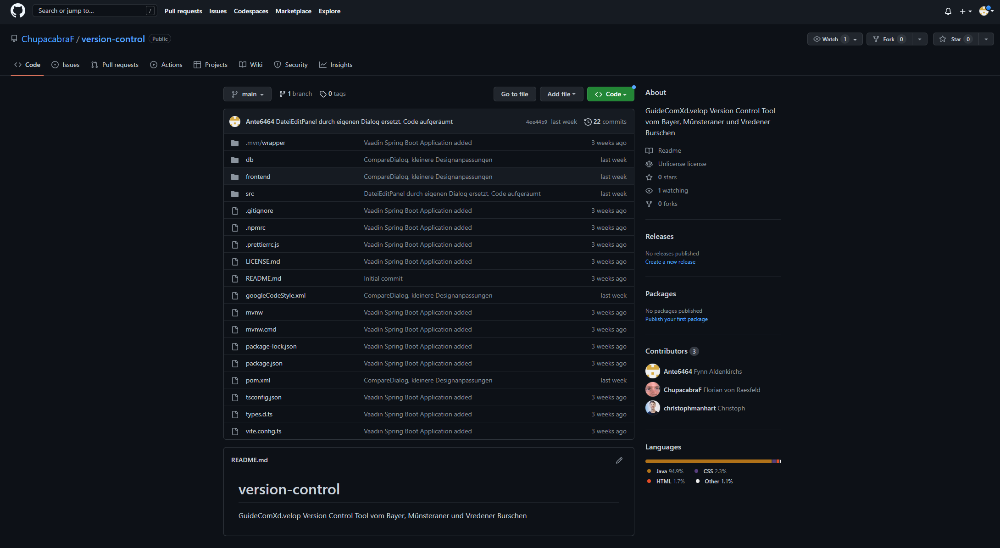 Search or jump to... /
Pull requests Issues Codespaces Marketplace Explore
ChupacabraF / version-control Public
Watch 1 Fork 0 Star 0
Code Issues Pull requests Actions Projects Wiki Security Insights
main 1 branch 0 tags Go to file Add file Code
Ante6464 DateiEditPanel durch eigenen Dialog ersetzt, Code aufgeräumt 4ee44b9 last week 22 commits
.mvn/wrapper Vaadin Spring Boot Application added 3 weeks ago
db CompareDialog, kleinere Designanpassungen last week
frontend CompareDialog, kleinere Designanpassungen last week
src DateiEditPanel durch eigenen Dialog ersetzt, Code aufgeräumt last week
.gitignore Vaadin Spring Boot Application added 3 weeks ago
.npmrc Vaadin Spring Boot Application added 3 weeks ago
.prettierrc.js Vaadin Spring Boot Application added 3 weeks ago
LICENSE.md Vaadin Spring Boot Application added 3 weeks ago
README.md Initial commit 3 weeks ago
googleCodeStyle.xml CompareDialog, kleinere Designanpassungen last week
mvnw Vaadin Spring Boot Application added 3 weeks ago
mvnw.cmd Vaadin Spring Boot Application added 3 weeks ago
package-lock.json Vaadin Spring Boot Application added 3 weeks ago
package.json Vaadin Spring Boot Application added 3 weeks ago
pom.xml CompareDialog, kleinere Designanpassungen last week
tsconfig.json Vaadin Spring Boot Application added 3 weeks ago
types.d.ts Vaadin Spring Boot Application added 3 weeks ago
vite.config.ts Vaadin Spring Boot Application added 3 weeks ago
README.md
version-control
GuideComXd.velop Version Control Tool vom Bayer, Münsteraner und Vredener Burschen
About
GuideComXd.velop Version Control Tool
vom Bayer, Münsteraner und Vredener
Burschen
Readme
Unlicense license
0 stars
1 watching
0 forks
Releases
No releases published
Create a new release
Packages
No packages published
Publish your first package
Contributors 3
Ante6464 Fynn Aldenkirchs
ChupacabraF Florian von Raesfeld
christophmanhart Christoph
Languages
Java 94.9% CSS 2.3%
HTML 1.7% Other 1.1%